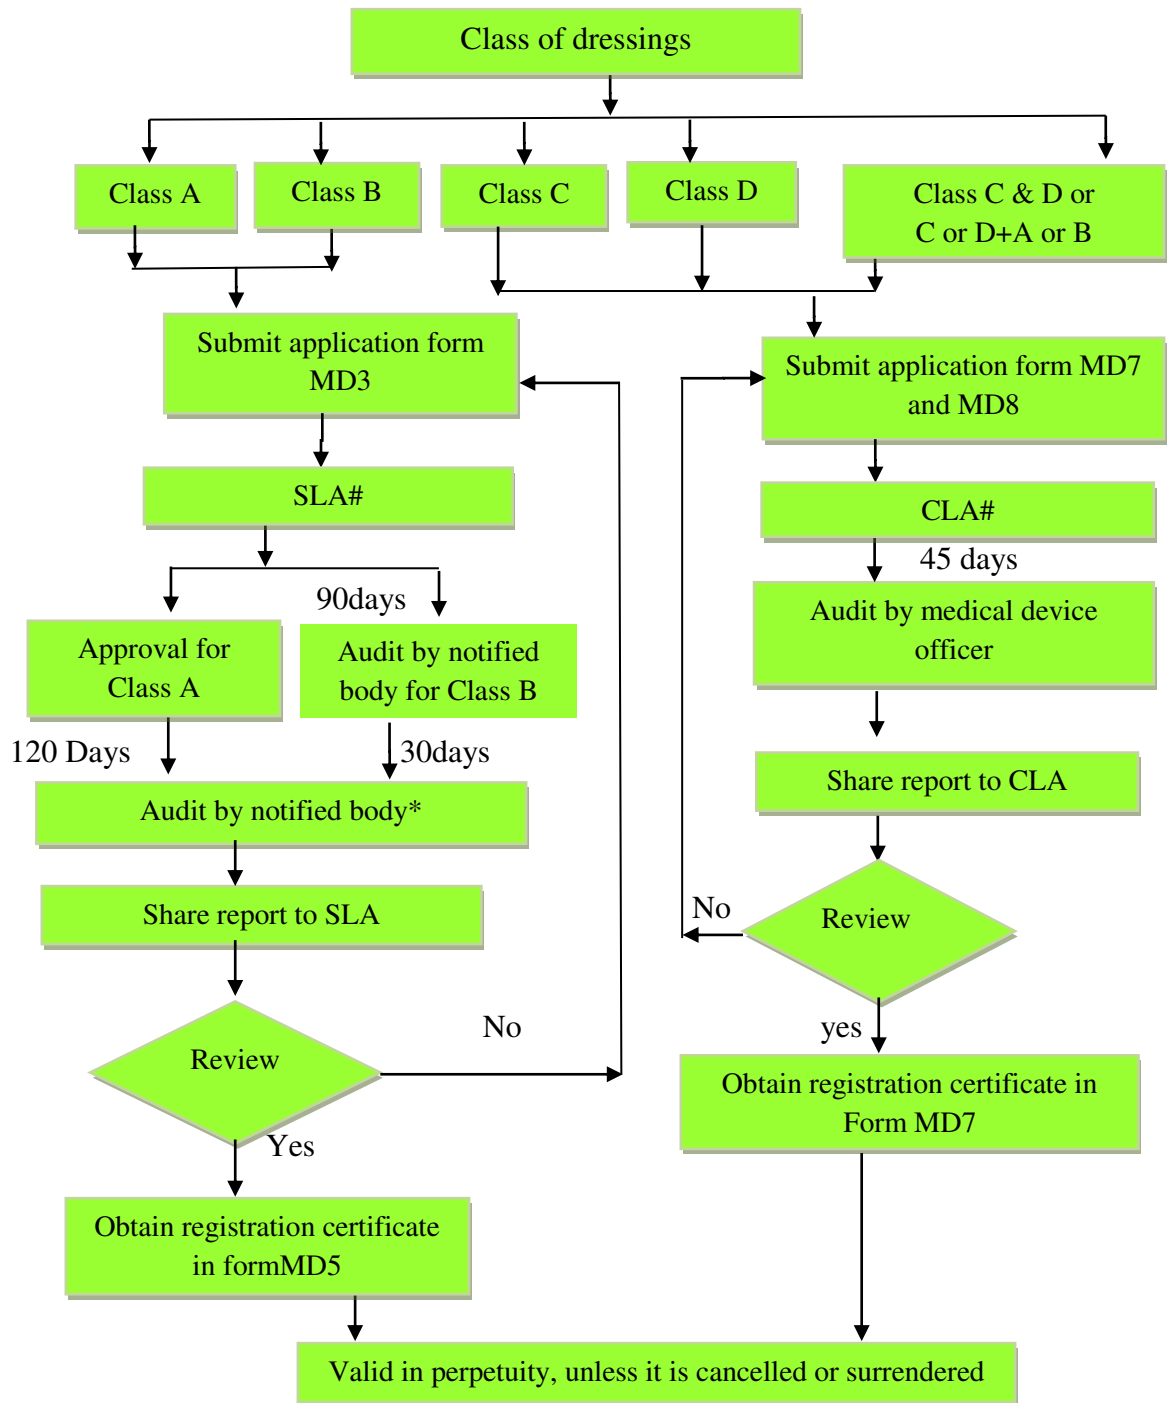 Class of dressings
Class A
Class B
Class C
Class D
Class C & D or
C or D+A or B
Submit application form
MD3
Submit application form MD7
and MD8
SLA#
CLA#
45 days
90days
Approval for
Class A
Audit by notified
body for Class B
Audit by medical device
officer
120 Days
30days
Audit by notified body*
Share report to CLA
Share report to SLA
No
Review
Review
No
Yes
yes
Obtain registration certificate in
Form MD7
Obtain registration certificate
in formMD5
Valid in perpetuity, unless it is cancelled or surrendered